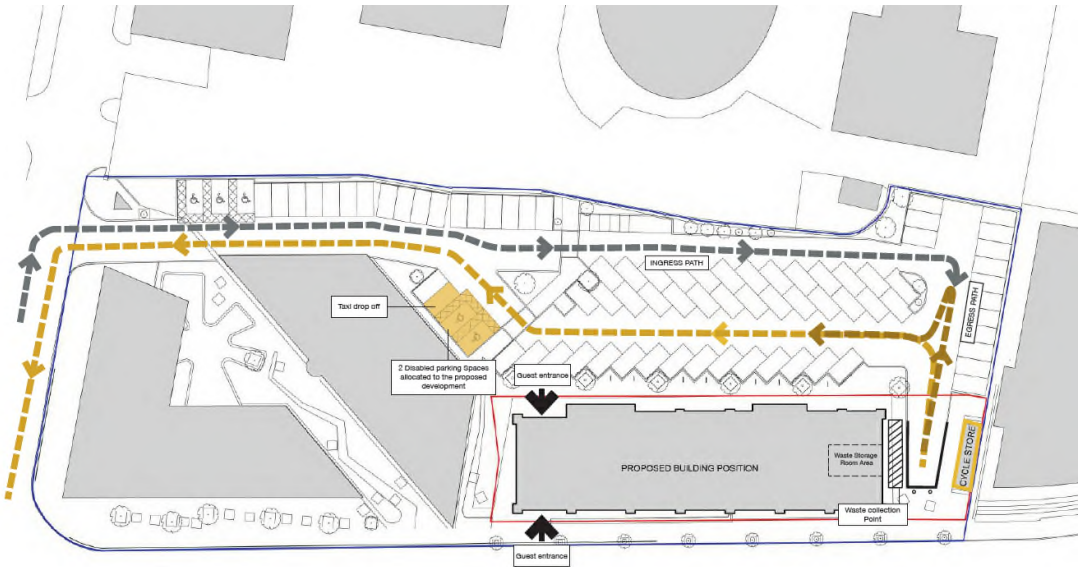 INGRESS PATH
EGRESS PATH
Taxi drop off
2 Disabled parking Spaces
allocated to the proposed
development
Guest entrance
PROPOSED BUILDING POSITION
Waste Storage
Room Area
CYCLE STORE
Waste collection
Point
Guest entrance